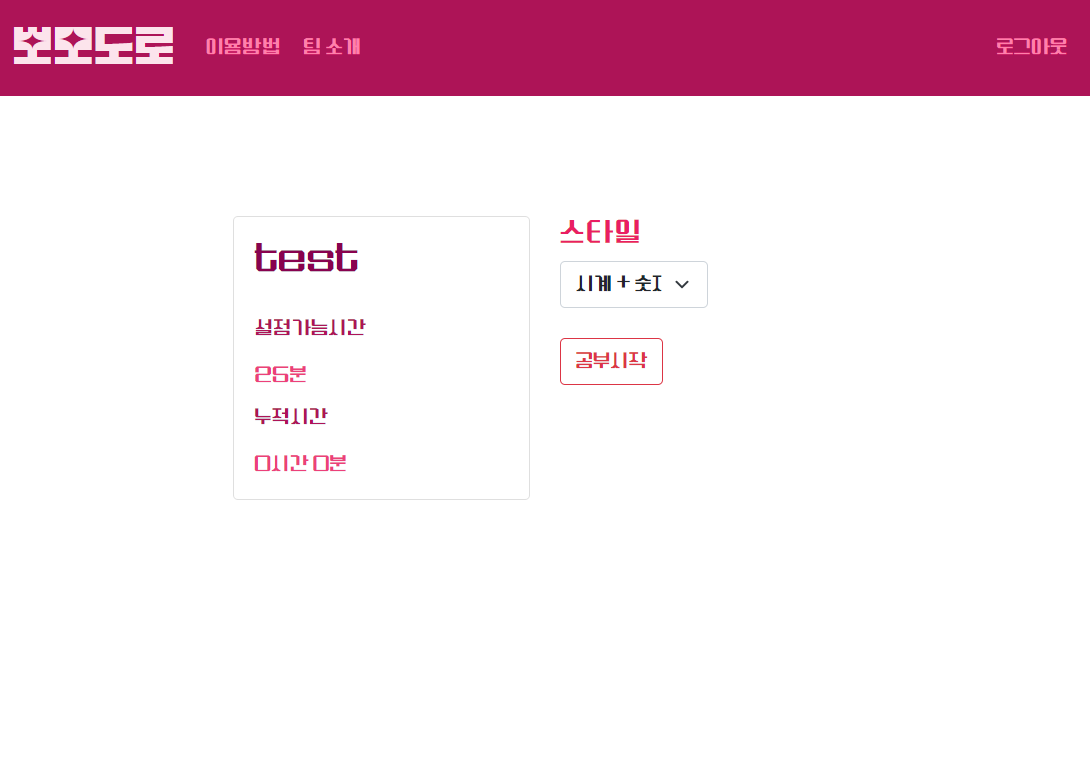 뽀모도로
이용방법
팀 소개
로그아웃
test
설정가능시간
25분
누적시간
0시간 0분
스타일
시계 + 숫자
공부시작